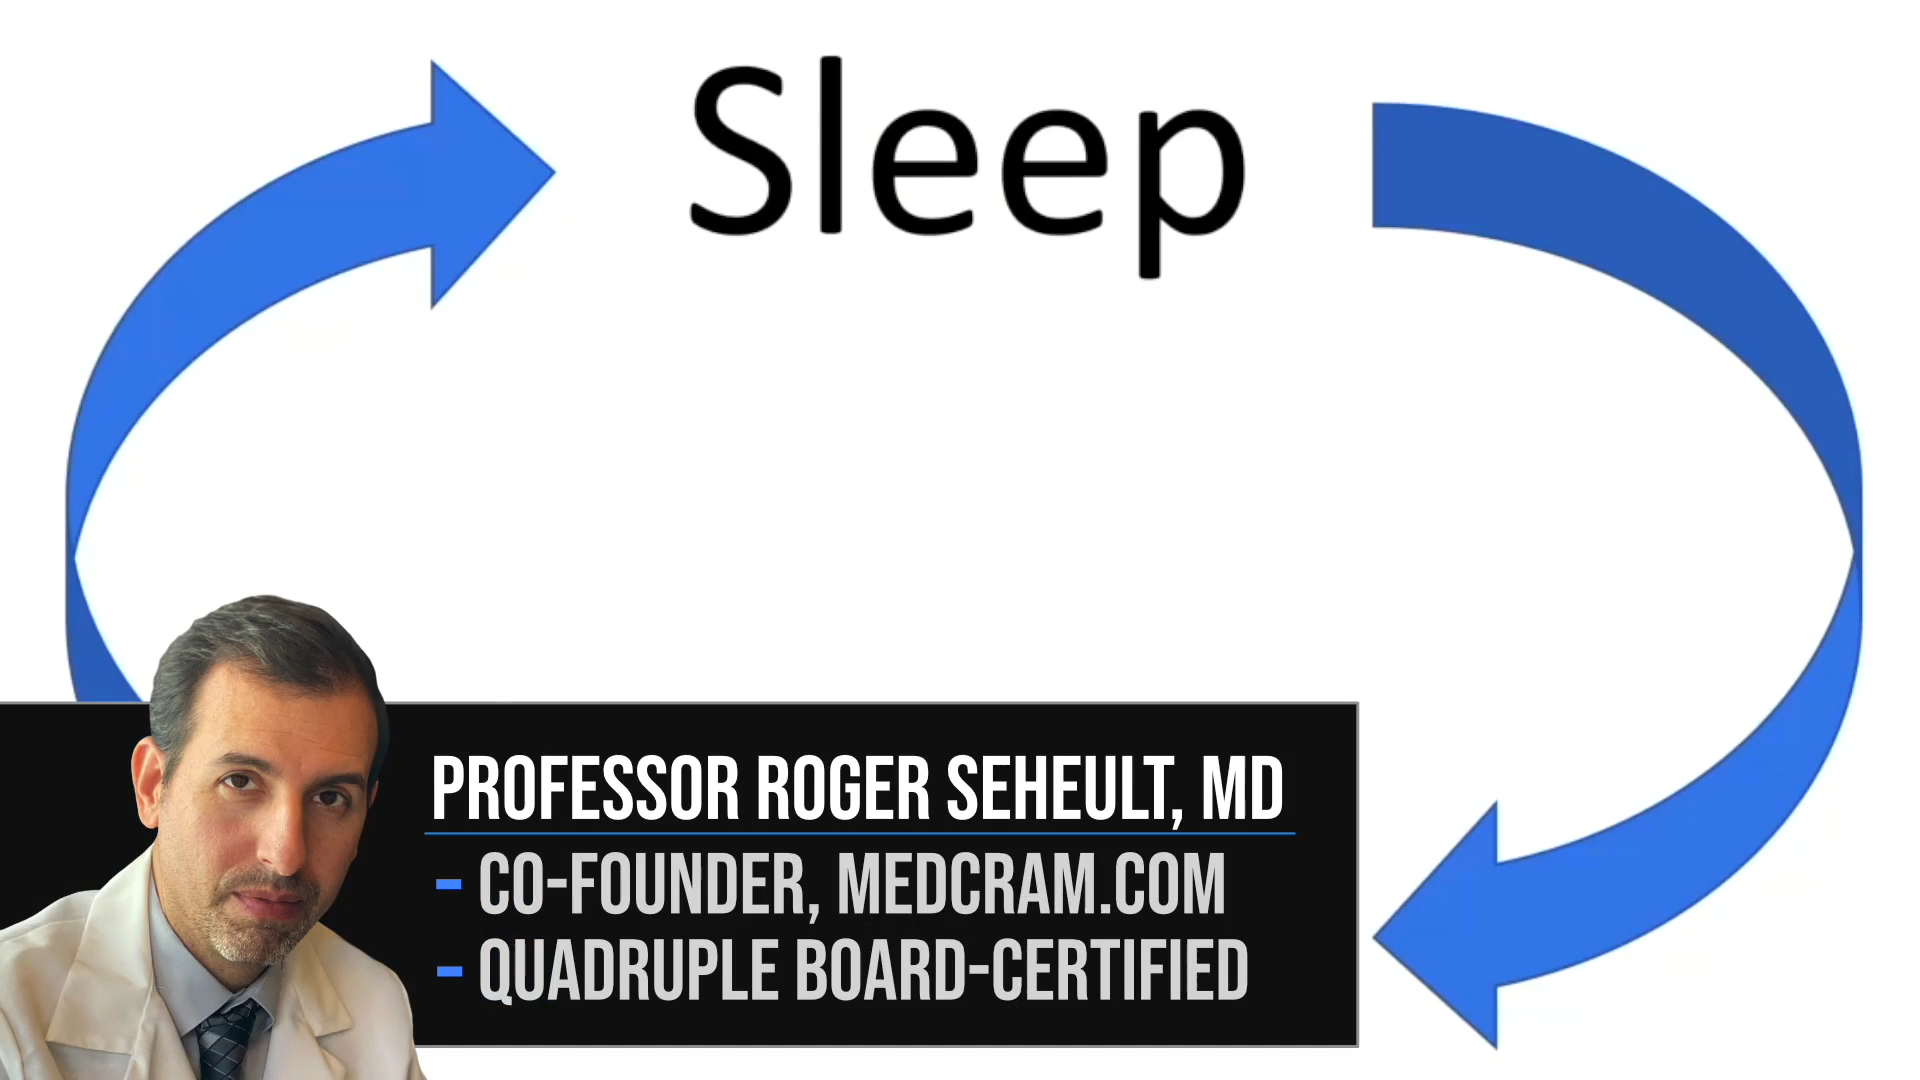 Sleep
PROFESSOR ROGER SEHEULT, MD
- CO-FOUNDER, MEDCRAM.COM
- QUADRUPLE BOARD-CERTIFIED